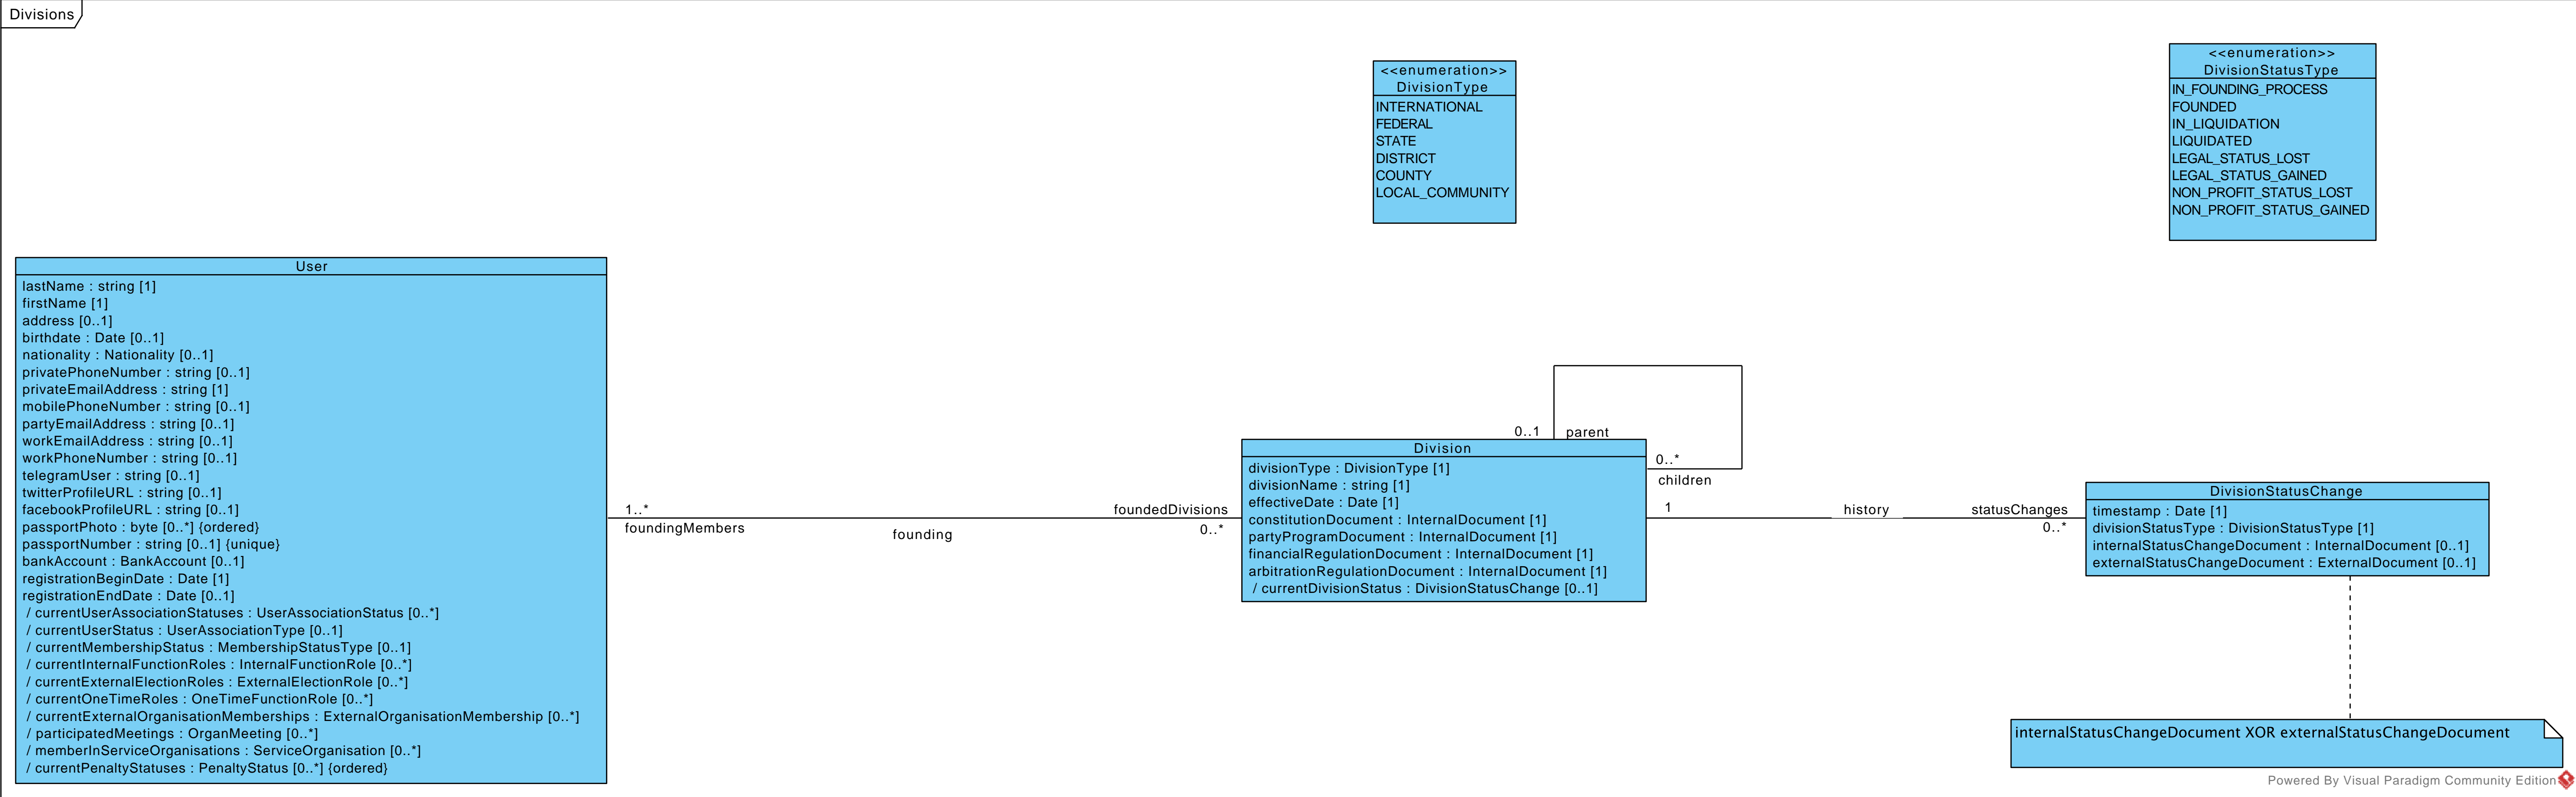 Divisions
<<enumeration>>
DivisionType
INTERNATIONAL
FEDERAL
STATE
DISTRICT
COUNTY
LOCAL_COMMUNITY
<<enumeration>>
DivisionStatusType
IN_FOUNDING_PROCESS
FOUNDED
IN_LIQUIDATION
LIQUIDATED
LEGAL_STATUS_LOST
LEGAL_STATUS_GAINED
NON_PROFIT_STATUS_LOST
NON_PROFIT_STATUS_GAINED
User
lastName : string [1]
firstName [1]
address [0..1]
birthdate : Date [0..1]
nationality : Nationality [0..1]
privatePhoneNumber : string [0..1]
privateEmailAddress : string [1]
mobilePhoneNumber : string [0..1]
partyEmailAddress : string [0..1]
workEmailAddress : string [0..1]
workPhoneNumber : string [0..1]
telegramUser : string [0..1]
twitterProfileURL : string [0..1]
facebookProfileURL : string [0..1]
passportPhoto : byte [0..*] {ordered}
passportNumber : string [0..1] {unique}
bankAccount : BankAccount [0..1]
registrationBeginDate : Date [1]
registrationEndDate : Date [0..1]
/ currentUserAssociationStatuses : UserAssociationStatus [0..*]
/ currentUserStatus : UserAssociationType [0..1]
/ currentMembershipStatus : MembershipStatusType [0..1]
/ currentInternalFunctionRoles : InternalFunctionRole [0..*]
/ currentExternalElectionRoles : ExternalElectionRole [0..*]
/ currentOneTimeRoles : OneTimeFunctionRole [0..*]
/ currentExternalOrganisationMemberships : ExternalOrganisationMembership [0..*]
/ participatedMeetings : OrganMeeting [0..*]
/ memberInServiceOrganisations : ServiceOrganisation [0..*]
/ currentPenaltyStatuses : PenaltyStatus [0..*] {ordered}
1..*
foundingMembers
founding
foundedDivisions
0..*
0..1
parent
0..*
children
Division
divisionType : DivisionType [1]
divisionName : string [1]
effectiveDate : Date [1]
constitutionDocument : InternalDocument [1]
partyProgramDocument : InternalDocument [1]
financialRegulationDocument : InternalDocument [1]
arbitrationRegulationDocument : InternalDocument [1]
/ currentDivisionStatus : DivisionStatusChange [0..1]
1
history
statusChanges
0..*
DivisionStatusChange
timestamp : Date [1]
divisionStatusType : DivisionStatusType [1]
internalStatusChangeDocument : InternalDocument [0..1]
externalStatusChangeDocument : ExternalDocument [0..1]
internalStatusChangeDocument XOR externalStatusChangeDocument
Powered By Visual Paradigm Community Edition